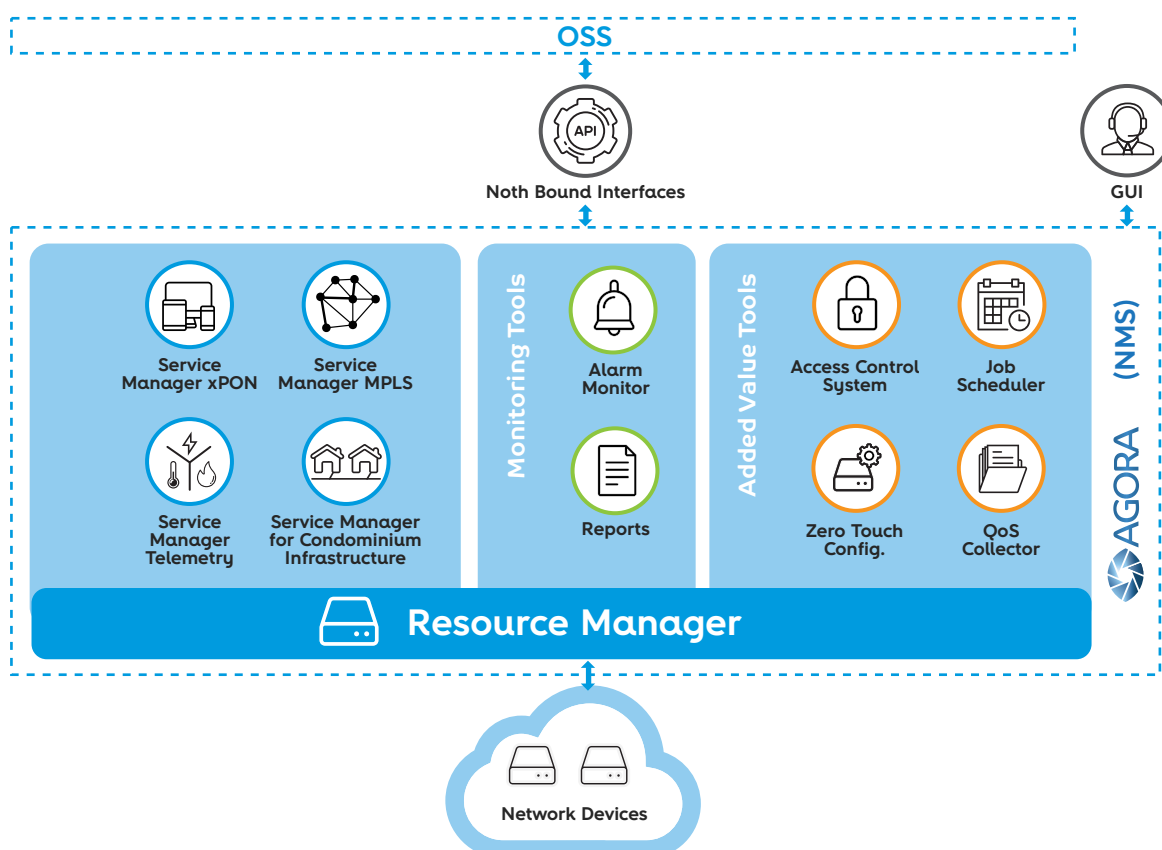 OSS
API
Noth Bound Interfaces
GUI
Service
Manager xPON
Service
Manager MPLS
Service
Manager
Telemetry
Service Manager
for Condominium
Infrastructure
Monitoring Tools
Alarm
Monitor
Reports
Added Value Tools
Access Control
System
Job
Scheduler
Zero Touch
Config.
QoS
Collector
AGORA
(NMS)
Resource Manager
Network Devices